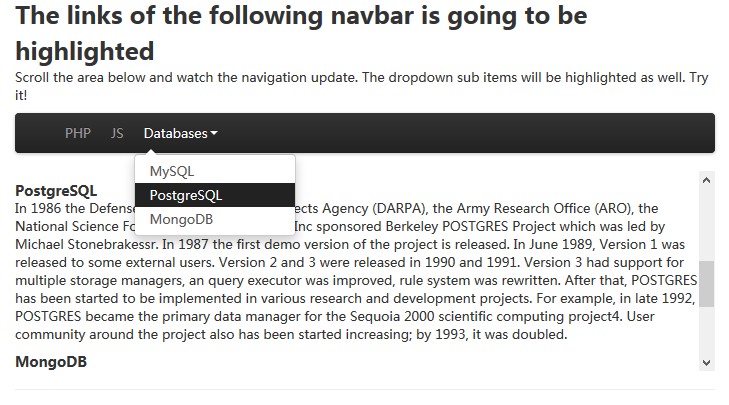 The links of the following navbar is going to be
highlighted
Scroll the area below and watch the navigation update. The dropdown sub items will be highlighted as well. Try
it!
PHP JS Databases
MySQL
PostgreSQL
MongoDB
PostgreSQL
In 1986 the Defense ects Agency (DARPA), the Army Research Office (ARO), the
National Science Fo Inc sponsored Berkeley POSTGRES Project which was led by
Michael Stonebrakessr. In 1987 the first demo version of the project is released. In June 1989, Version 1 was
released to some external users. Version 2 and 3 were released in 1990 and 1991. Version 3 had support for
multiple storage managers, an query executor was improved, rule system was rewritten. After that, POSTGRES
has been started to be implemented in various research and development projects. For example, in late 1992,
POSTGRES became the primary data manager for the Sequoia 2000 scientific computing project4. User
community around the project also has been started increasing; by 1993, it was doubled.
MongoDB